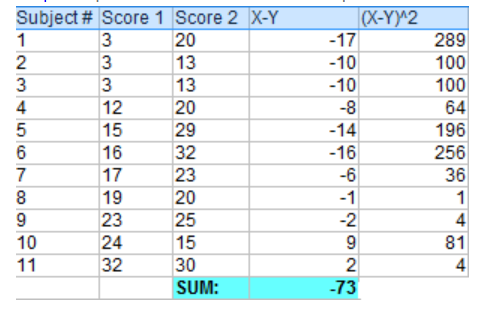 Subject # Score 1 Score 2 X-Y (X-Y)^2
1 3 20 -17 289
2 3 13 -10 100
3 3 13 -10 100
4 12 20 -8 64
5 15 29 -14 196
6 16 32 -16 256
7 17 23 -6 36
8 19 20 -1 1
9 23 25 -2 4
10 24 15 9 81
11 32 30 2 4
SUM: -73